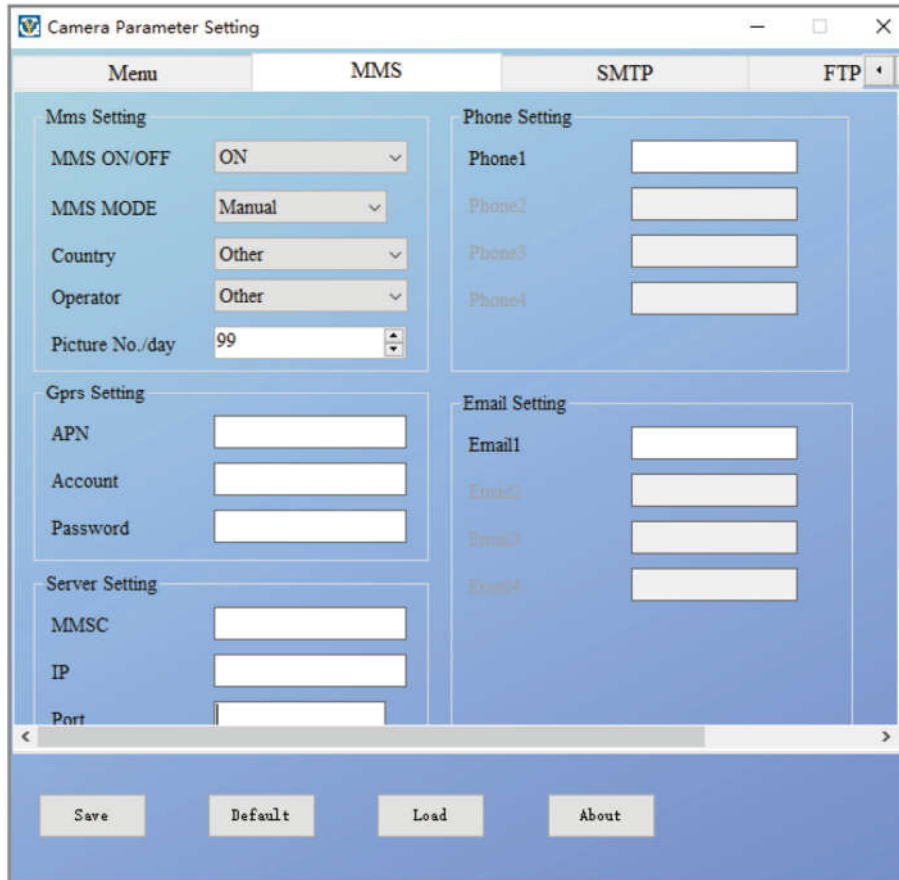 Camera Parameter Setting
Menu MMS SMTP FTP
Mms Setting
MMS ON/OFF ON
MMS MODE Manual
Country Other
Operator Other
Picture No./day 99
Gprs Setting
APN
Account
Password
Server Setting
MMSC
IP
Port
Phone Setting
Phone1
Phone2
Phone3
Phone4
Email Setting
Email1
Email2
Email3
Email4
Save Default Load About